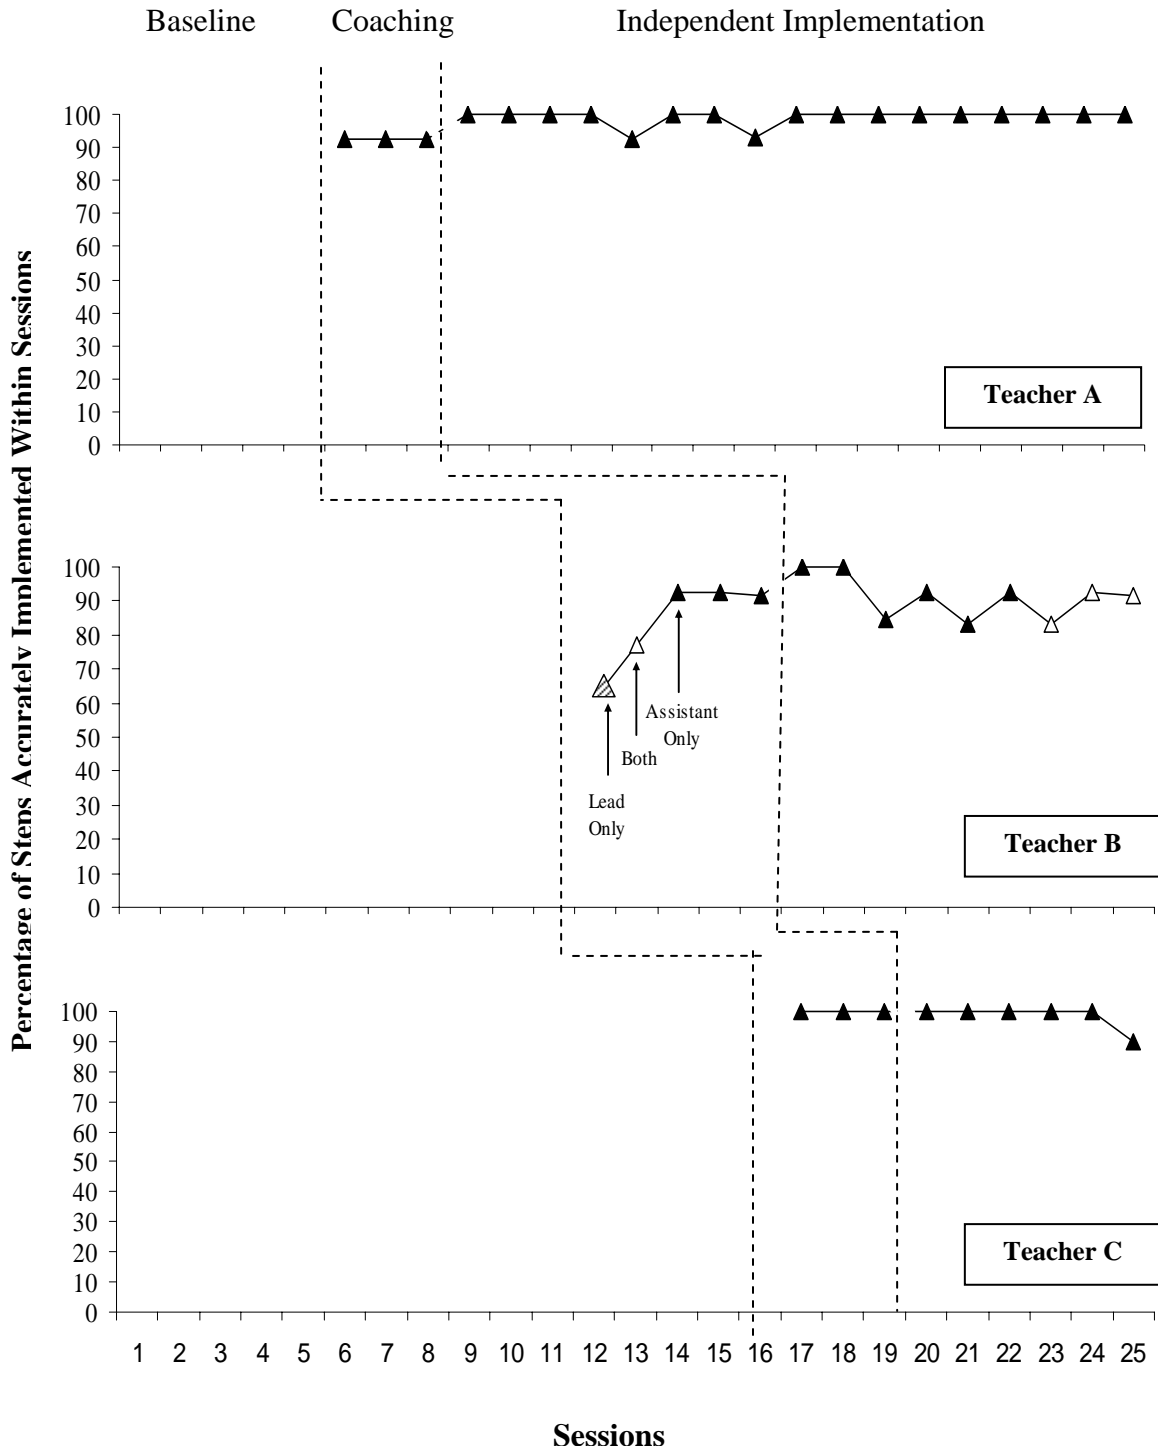 Baseline Coaching Independent Implementation
Percentage of Steps Accurately Implemented Within Sessions
100
90
80
70
60
50
40
30
20
10
0
Teacher A
100
90
80
70
60
50
40
30
20
10
0
Assistant
Only
Both
Lead
Only
Teacher B
100
90
80
70
60
50
40
30
20
10
0
Teacher C
1 2 3 4 5 6 7 8 9 10 11 12 13 14 15 16 17 18 19 20 21 22 23 24 25
Sessions